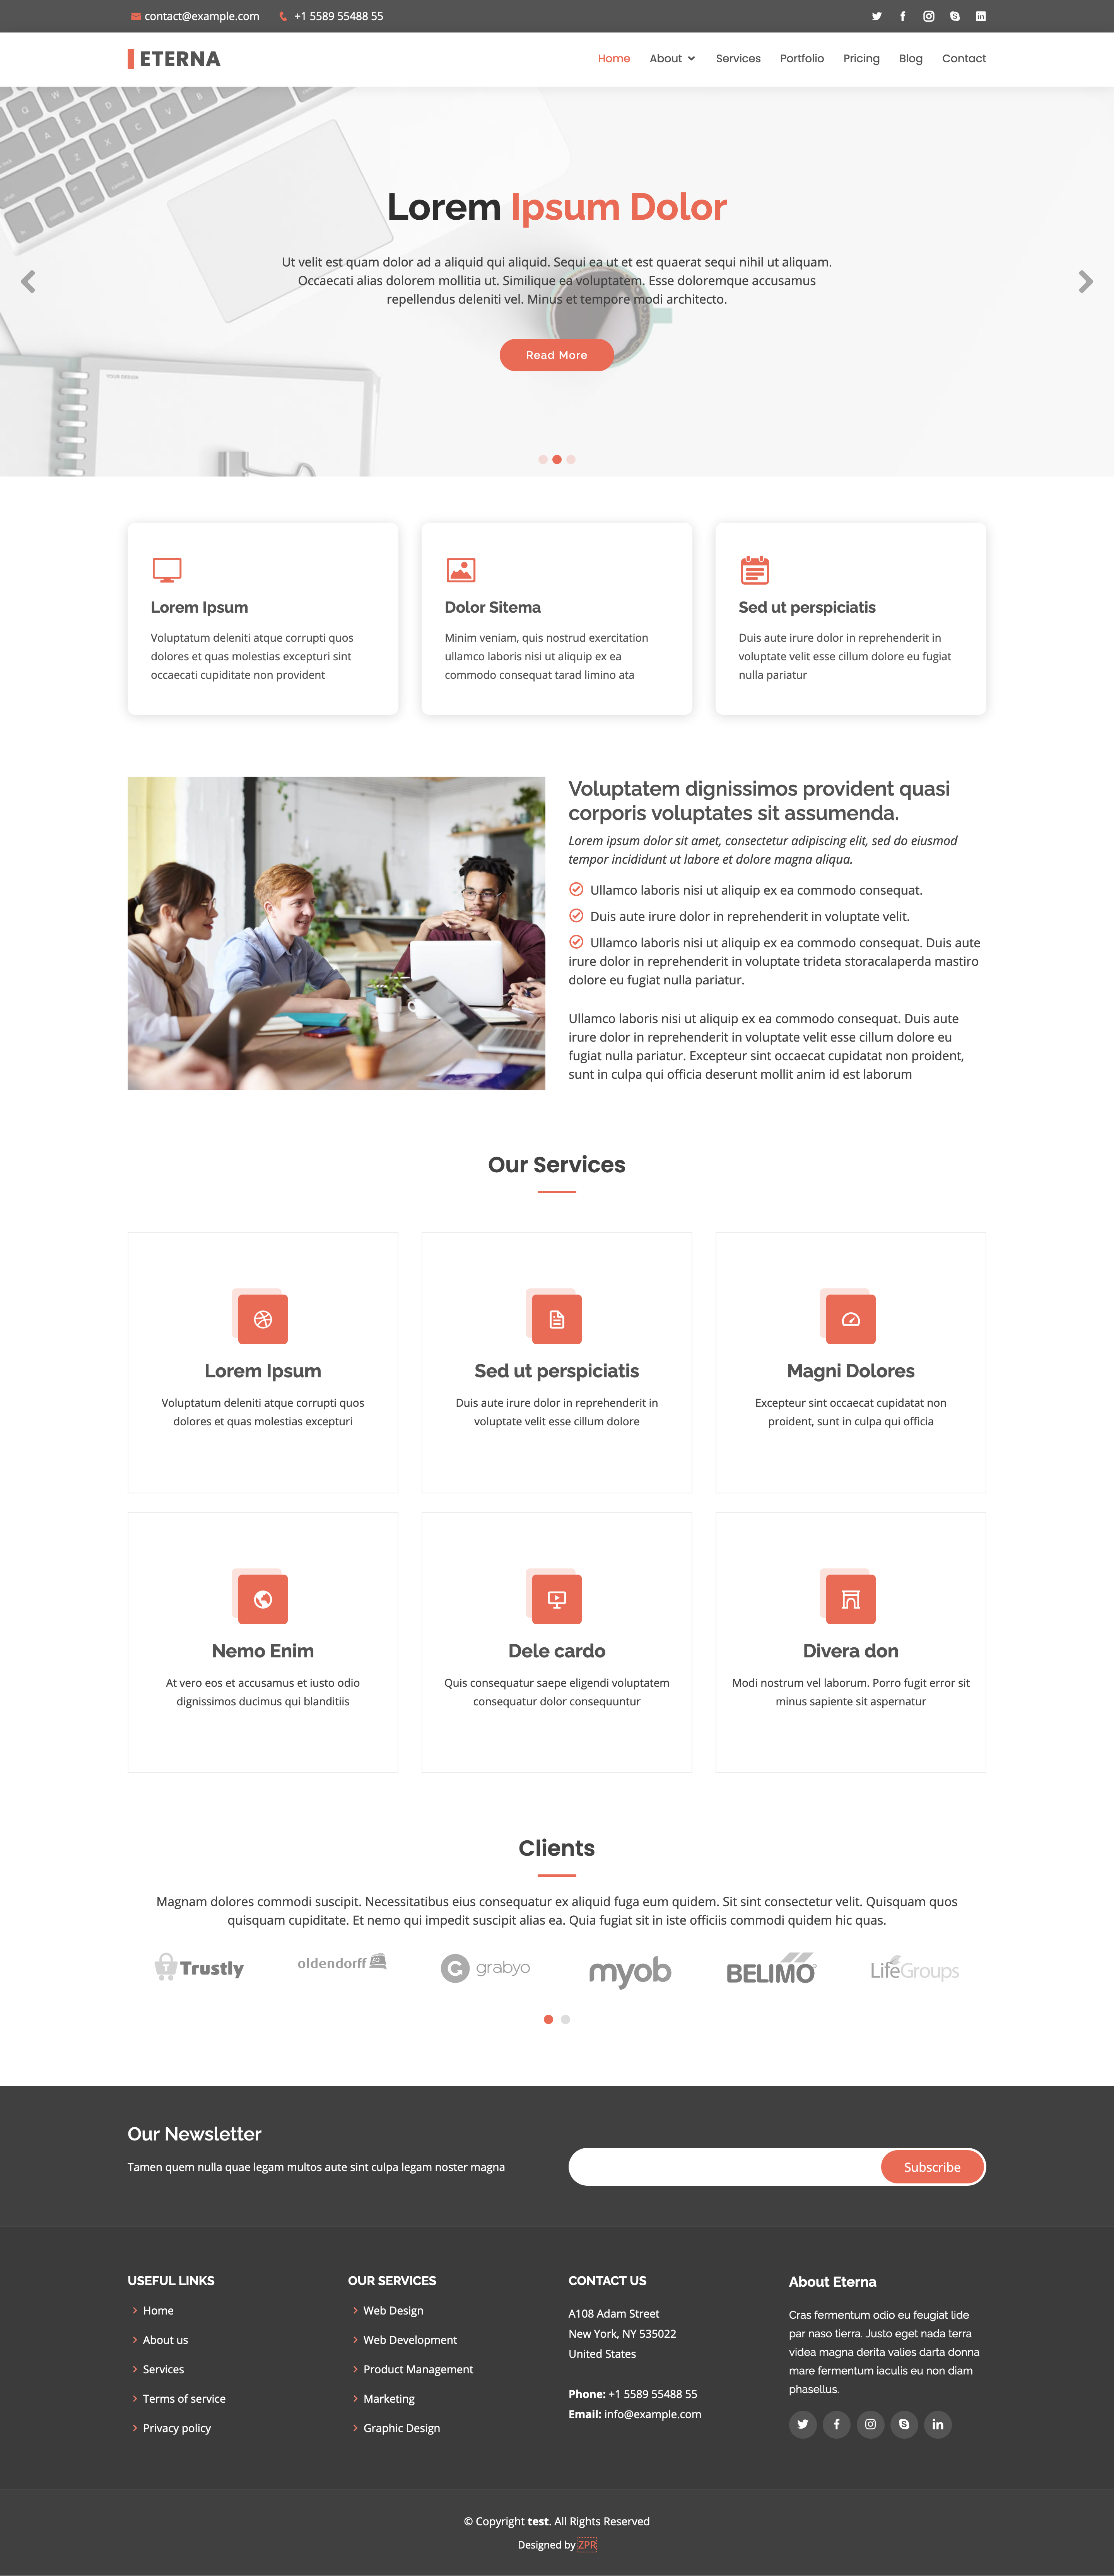 contact@example.com +1 5589 55488 55
ETERNA
Home About Services Portfolio Pricing Blog Contact
Lorem Ipsum Dolor
Ut velit est quam dolor ad a aliquid qui aliquid. Sequi ea ut et est quaerat sequi nihil ut aliquam.
Occaecati alias dolorem mollitia ut. Similique ea voluptatem. Esse doloremque accusamus
repellendus deleniti vel. Minus et tempore modi architecto.
Read More
Lorem Ipsum
Voluptatum deleniti atque corrupti quos
dolores et quas molestias excepturi sint
occaecati cupiditate non provident
Dolor Sitema
Minim veniam, quis nostrud exercitation
ullamco laboris nisi ut aliquip ex ea
commodo consequat tarad limino ata
Sed ut perspiciatis
Duis aute irure dolor in reprehenderit in
voluptate velit esse cillum dolore eu fugiat
nulla pariatur
Voluptatem dignissimos provident quasi
corporis voluptates sit assumenda.
Lorem ipsum dolor sit amet, consectetur adipiscing elit, sed do eiusmod
tempor incididunt ut labore et dolore magna aliqua.
Ullamco laboris nisi ut aliquip ex ea commodo consequat.
Duis aute irure dolor in reprehenderit in voluptate velit.
Ullamco laboris nisi ut aliquip ex ea commodo consequat. Duis aute
irure dolor in reprehenderit in voluptate trideta storacalaperda mastiro
dolore eu fugiat nulla pariatur.
Ullamco laboris nisi ut aliquip ex ea commodo consequat. Duis aute
irure dolor in reprehenderit in voluptate velit esse cillum dolore eu
fugiat nulla pariatur. Excepteur sint occaecat cupidatat non proident,
sunt in culpa qui officia deserunt mollit anim id est laborum
Our Services
Lorem Ipsum
Voluptatum deleniti atque corrupti quos
dolores et quas molestias excepturi
Sed ut perspiciatis
Duis aute irure dolor in reprehenderit in
voluptate velit esse cillum dolore
Magni Dolores
Excepteur sint occaecat cupidatat non
proident, sunt in culpa qui officia
Nemo Enim
At vero eos et accusamus et iusto odio
dignissimos ducimus qui blanditiis
Dele cardo
Quis consequatur saepe eligendi voluptatem
consequatur dolor consequuntur
Divera don
Modi nostrum vel laborum. Porro fugit error sit
minus sapiente sit aspernatur
Clients
Magnam dolores commodi suscipit. Necessitatibus eius consequatur ex aliquid fuga eum quidem. Sit sint consectetur velit. Quisquam quos
quisquam cupiditate. Et nemo qui impedit suscipit alias ea. Quia fugiat sit in iste officiis commodi quidem hic quas.
Trustly oldendorff grabyo myob BELIMO LifeGroups
Our Newsletter
Tamen quem nulla quae legam multos aute sint culpa legam noster magna
Subscribe
USEFUL LINKS
Home
About us
Services
Terms of service
Privacy policy
OUR SERVICES
Web Design
Web Development
Product Management
Marketing
Graphic Design
CONTACT US
A108 Adam Street
New York, NY 535022
United States
Phone: +1 5589 55488 55
Email: info@example.com
About Eterna
Cras fermentum odio eu feugiat lide
par naso tierra. Justo eget nada terra
videa magna derita valies darta donna
mare fermentum iaculis eu non diam
phasellus.
© Copyright test. All Rights Reserved
Designed by ZPR